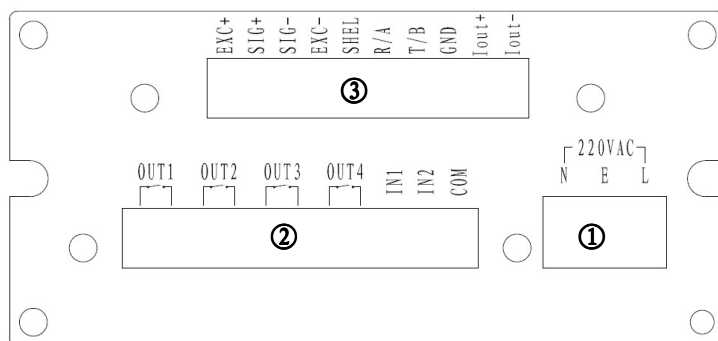 EXC+ SIG+ SIG- EXC- SHEL R/A T/B GND Iout+ Iout-
③
220VAC
N E L
OUT1 OUT2 OUT3 OUT4 IN1 IN2 COM
② ①